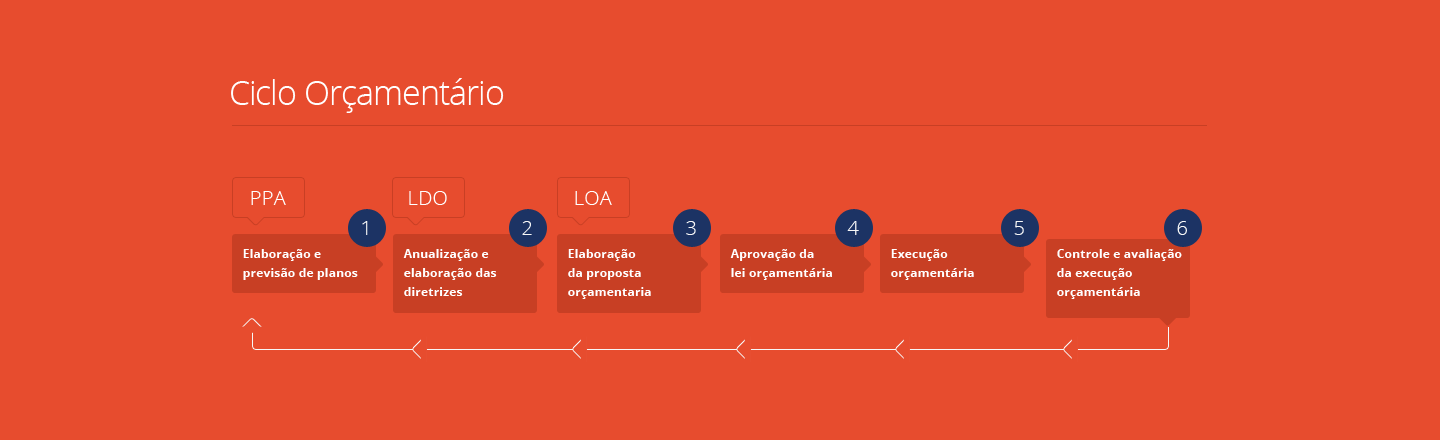 Ciclo Orçamentário
PPA
1
Elaboração e
previsão de planos
LDO
2
Anualização e
elaboração das
diretrizes
LOA
3
Elaboração
da proposta
orçamentaria
4
Aprovação da
lei orçamentária
5
Execução
orçamentária
6
Controle e avaliação
da execução
orçamentária